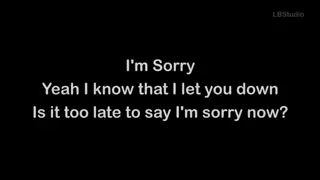 LBStudio
I'm Sorry
Yeah I know that I let you down
Is it too late to say I'm sorry now?